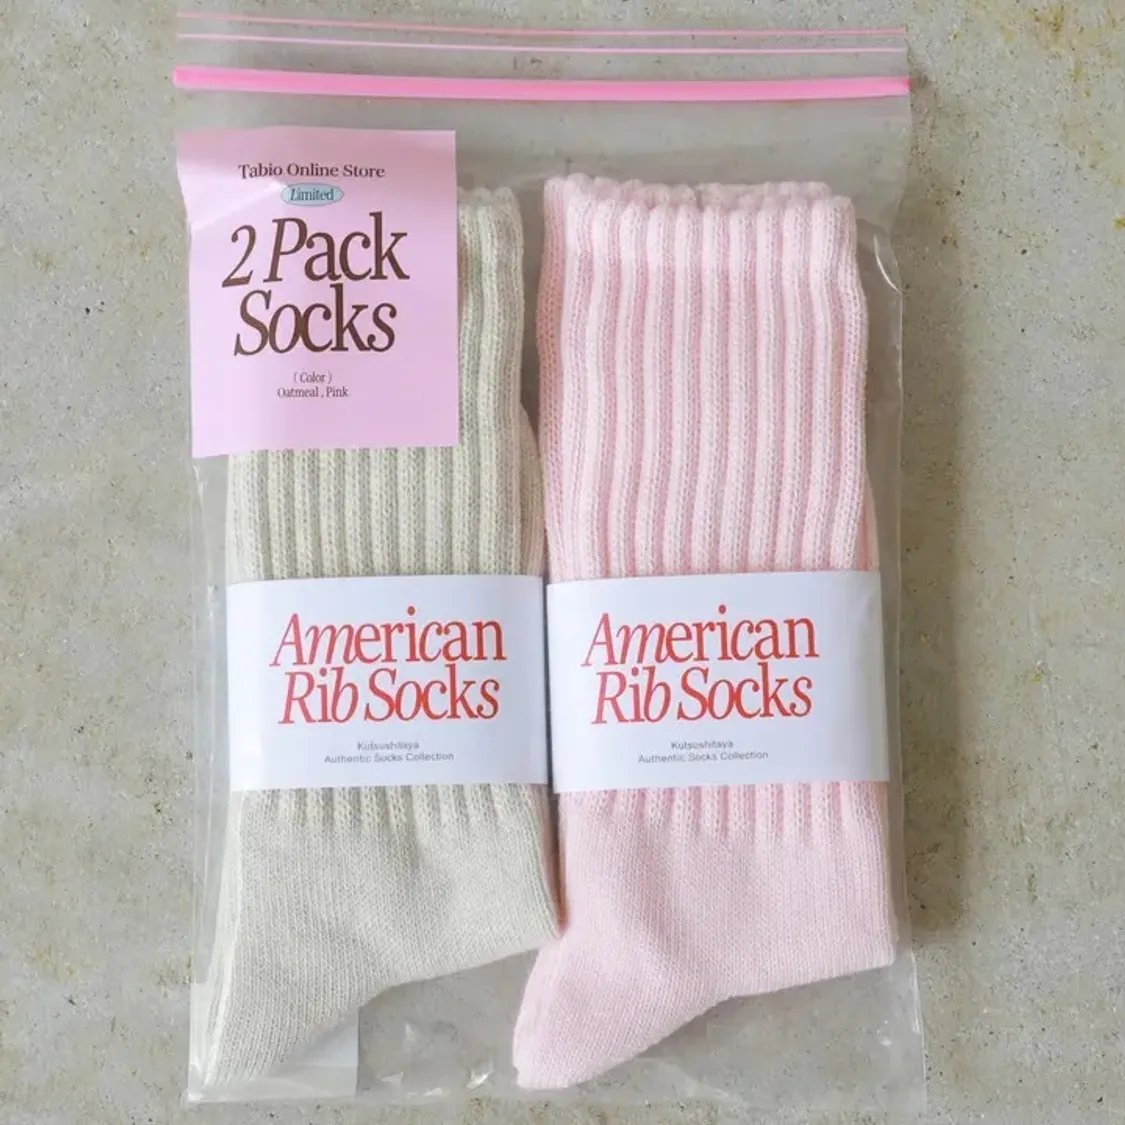 Tabio Online Store
Limited
2 Pack
Socks
( Color )
Oatmeal , Pink
American
Rib Socks
Kutsushitaya
Authentic Socks Collection
American
Rib Socks
Kutsushitaya
Authentic Socks Collection